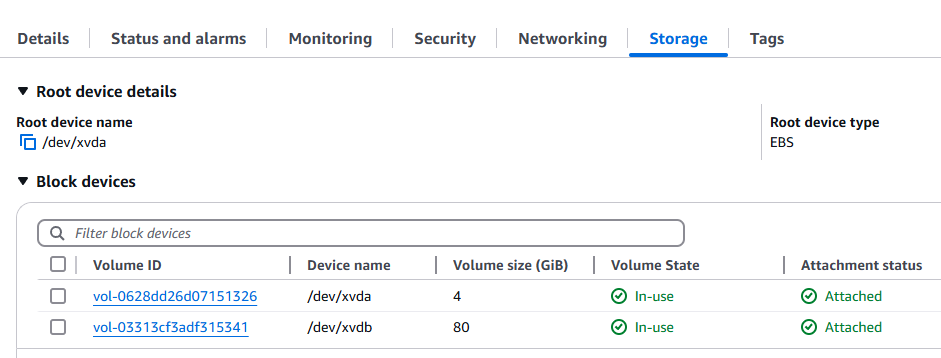 Details Status and alarms Monitoring Security Networking Storage Tags
Root device details
Root device name Root device type
/dev/xvda EBS
Block devices
Filter block devices
Volume ID Device name Volume size (GiB) Volume State Attachment status
vol-0628dd26d07151326 /dev/xvda 4 In-use Attached
vol-03313cf3adf315341 /dev/xvdb 80 In-use Attached